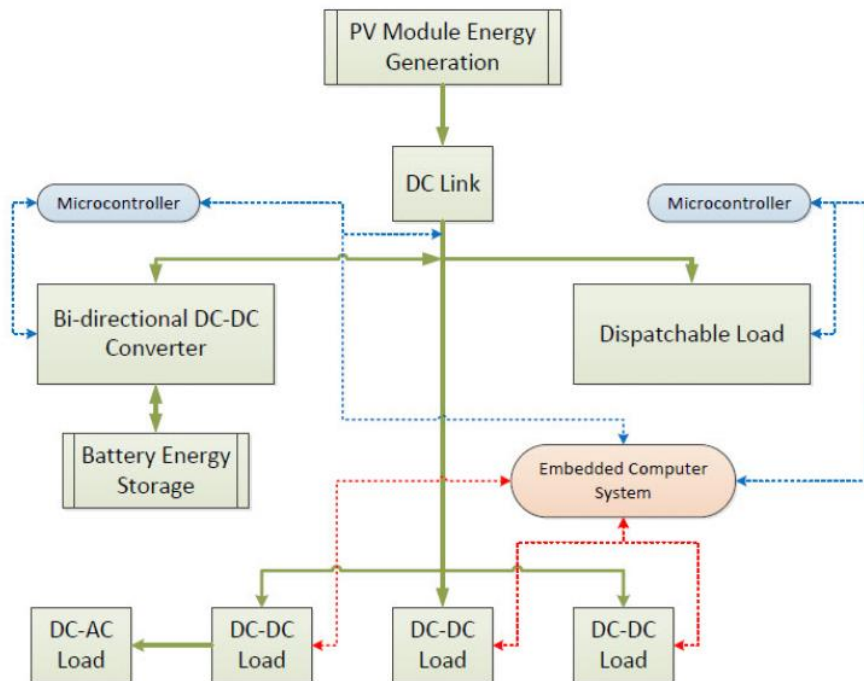 PV Module Energy
Generation
DC Link
Microcontroller
Microcontroller
Bi-directional DC-DC
Converter
Dispatchable Load
Battery Energy
Storage
Embedded Computer
System
DC-AC
Load
DC-DC
Load
DC-DC
Load
DC-DC
Load